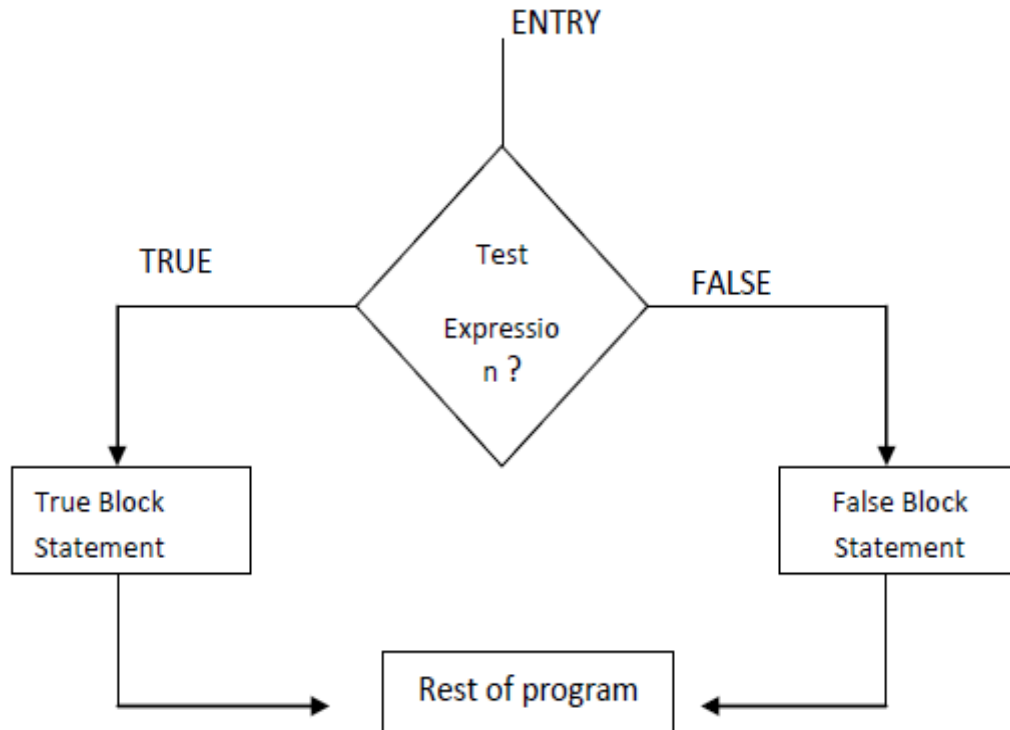 ENTRY
Test
TRUE
FALSE
Expressio
n ?
True Block
Statement
False Block
Statement
Rest of program